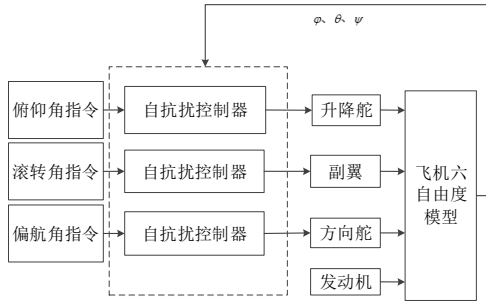 φ、θ、ψ
俯仰角指令
自抗扰控制器
升降舵
滚转角指令
自抗扰控制器
副翼
偏航角指令
自抗扰控制器
方向舵
发动机
飞机六
自由度
模型